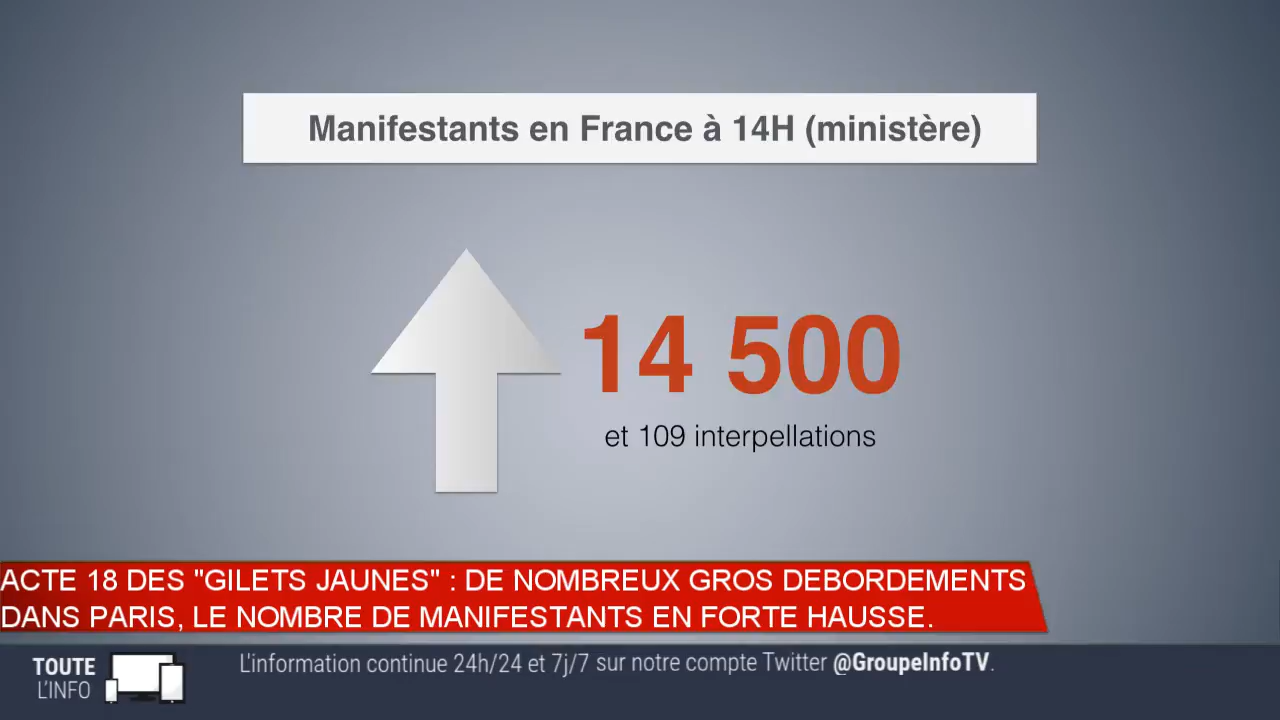 Manifestants en France à 14H (ministère)
14 500
et 109 interpellations
ACTE 18 DES "GILETS JAUNES" : DE NOMBREUX GROS DEBORDEMENTS
DANS PARIS, LE NOMBRE DE MANIFESTANTS EN FORTE HAUSSE.
TOUTE
L'INFO
L'information continue 24h/24 et 7j/7 sur notre compte Twitter @GroupeInfoTV.